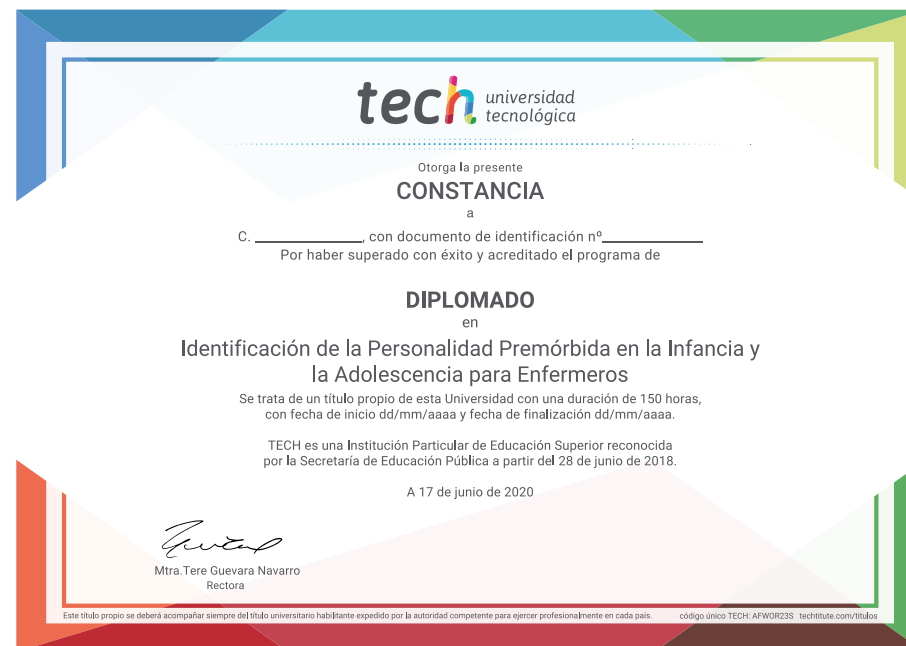 tech universidad
tecnológica
Otorga la presente
CONSTANCIA
a
C. ____________, con documento de identificación nº____________
Por haber superado con éxito y acreditado el programa de
DIPLOMADO
en
Identificación de la Personalidad Premórbida en la Infancia y
la Adolescencia para Enfermeros
Se trata de un título propio de esta Universidad con una duración de 150 horas,
con fecha de inicio dd/mm/aaaa y fecha de finalización dd/mm/aaaa.
TECH es una Institución Particular de Educación Superior reconocida
por la Secretaría de Educación Pública a partir del 28 de junio de 2018.
A 17 de junio de 2020
Mtra.Tere Guevara Navarro
Rectora
Este título propio se deberá acompañar siempre del título universitario habilitante expedido por la autoridad competente para ejercer profesionalmente en cada país. código único TECH: AFWOR23S techtitute.com/titulos